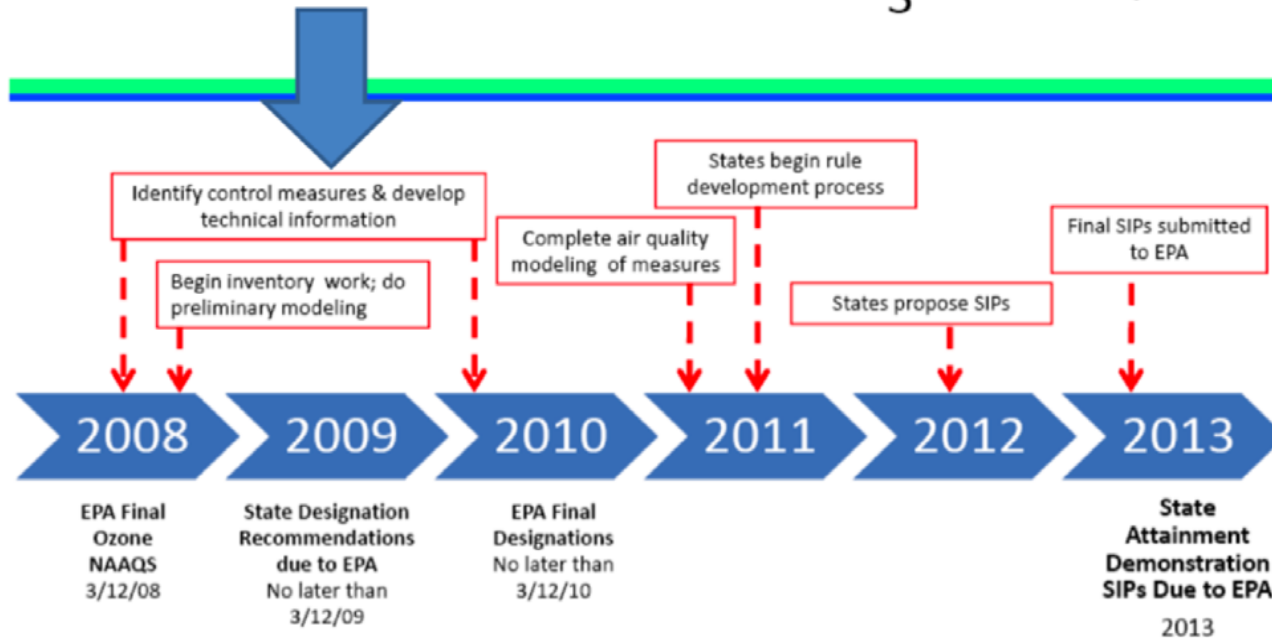 Identify control measures & develop
technical information
Begin inventory work; do
preliminary modeling
Complete air quality
modeling of measures
States begin rule
development process
States propose SIPs
Final SIPs submitted
to EPA
2008
2009
2010
2011
2012
2013
EPA Final
Ozone
NAAQS
3/12/08
State Designation
Recommendations
due to EPA
No later than
3/12/09
EPA Final
Designations
No later than
3/12/10
State
Attainment
Demonstration
SIPs Due to EPA
2013